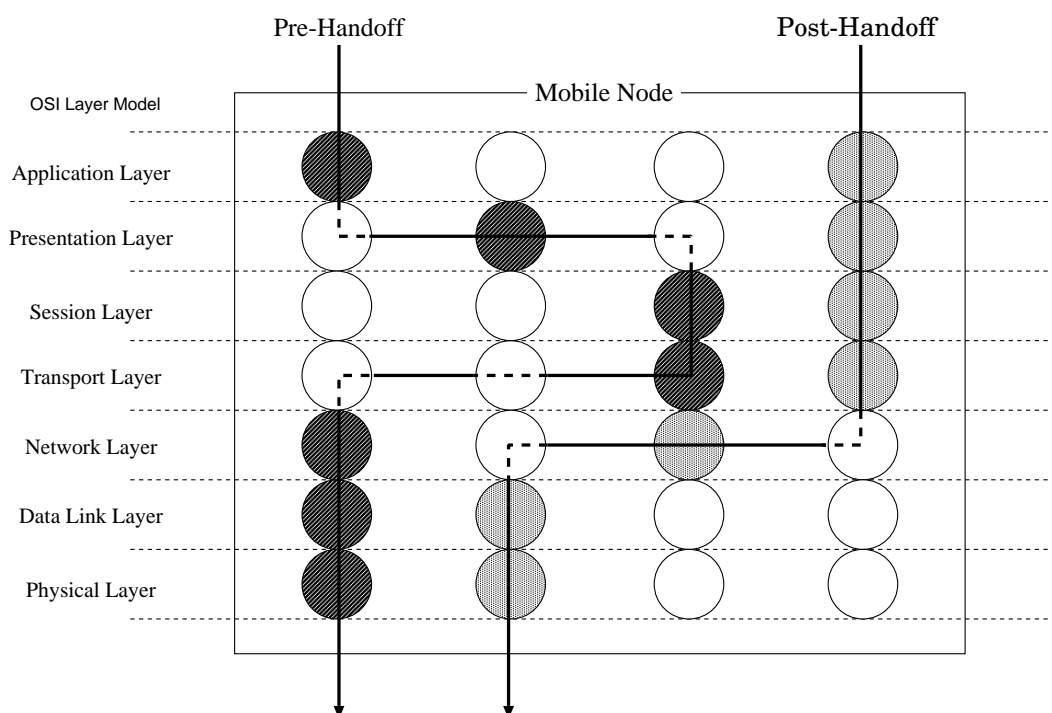 Pre-Handoff
Post-Handoff
Mobile Node
OSI Layer Model
Application Layer
Presentation Layer
Session Layer
Transport Layer
Network Layer
Data Link Layer
Physical Layer